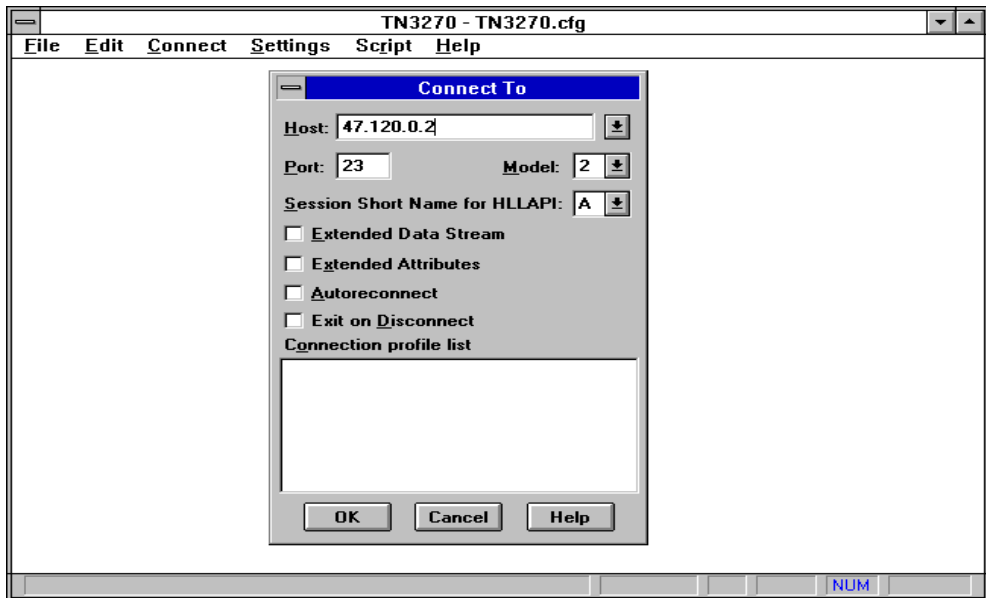 TN3270 - TN3270.cfg
File Edit Connect Settings Script Help
Connect To
Host: 47.120.0.2
Port: 23 Model: 2
Session Short Name for HLLAPI: A
Extended Data Stream
Extended Attributes
Autoreconnect
Exit on Disconnect
Connection profile list
OK Cancel Help
NUM